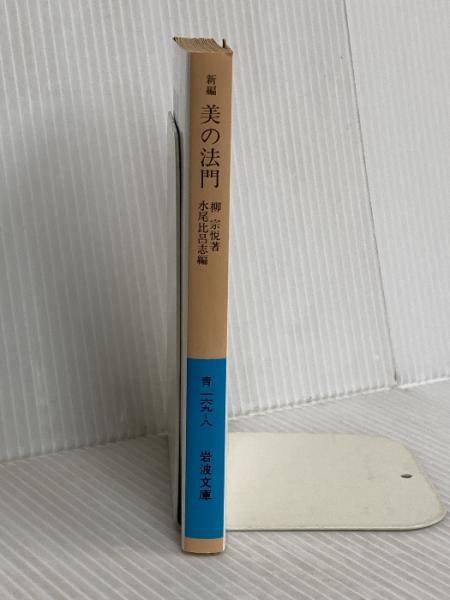 新編
美の法門
柳宗悦著
水尾比呂志編
青一六九-八
岩波文庫